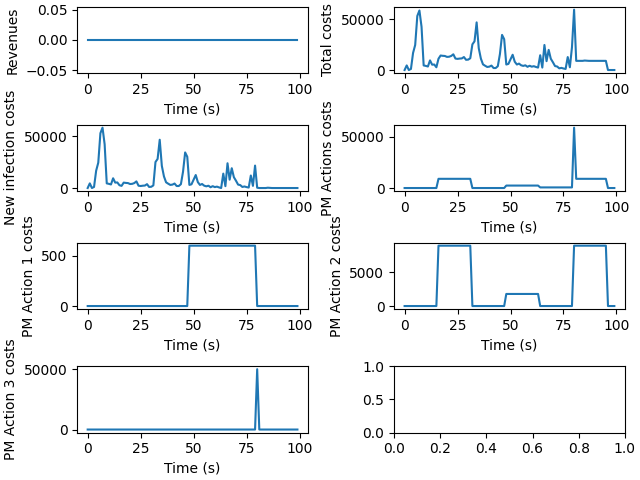 Revenues
0.05
0.00
−0.05
0 25 50 75 100
Time (s)
Total costs
50000
0
0 25 50 75 100
Time (s)
New infection costs
50000
0
0 25 50 75 100
Time (s)
PM Actions costs
50000
0
0 25 50 75 100
Time (s)
PM Action 1 costs
500
0
0 25 50 75 100
Time (s)
PM Action 2 costs
5000
0
0 25 50 75 100
Time (s)
PM Action 3 costs
50000
0
0 25 50 75 100
Time (s)
1.0
0.5
0.0
0.0 0.2 0.4 0.6 0.8 1.0